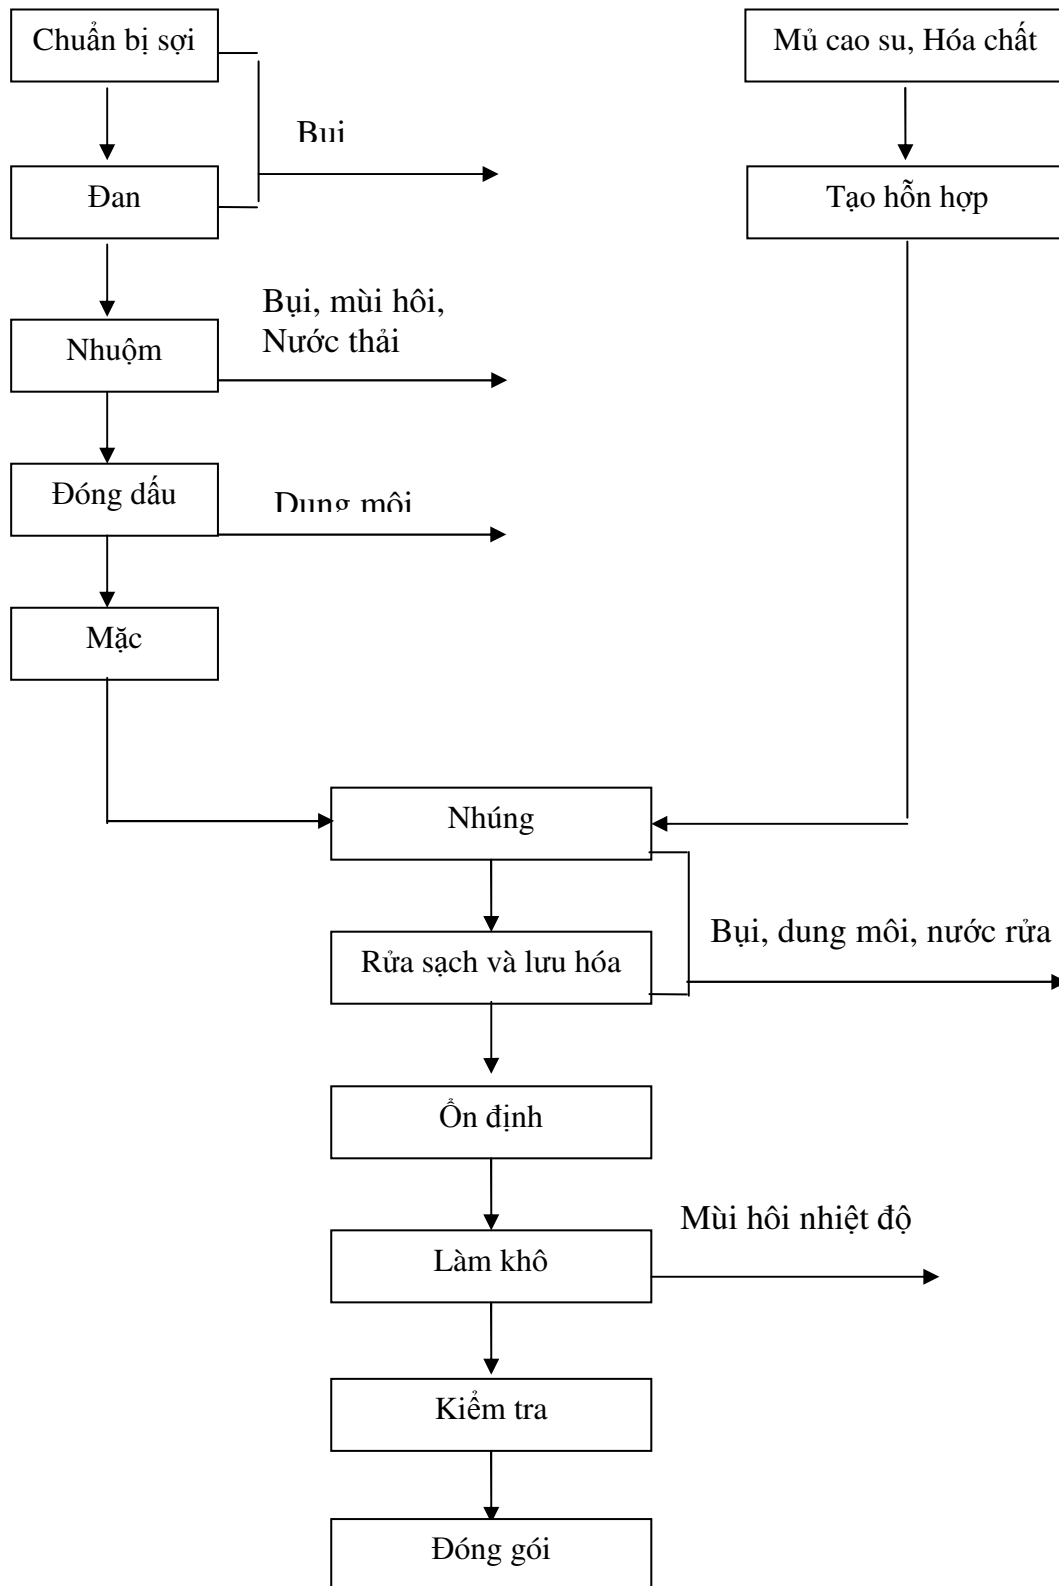 Chuẩn bị sợi
Mủ cao su, Hóa chất
Bụi
Đan
Tạo hỗn hợp
Bụi, mùi hôi,
Nước thải
Nhuộm
Đóng dấu
Dung môi
Mặc
Nhúng
Bụi, dung môi, nước rửa
Rửa sạch và lưu hóa
Ổn định
Mùi hôi nhiệt độ
Làm khô
Kiểm tra
Đóng gói